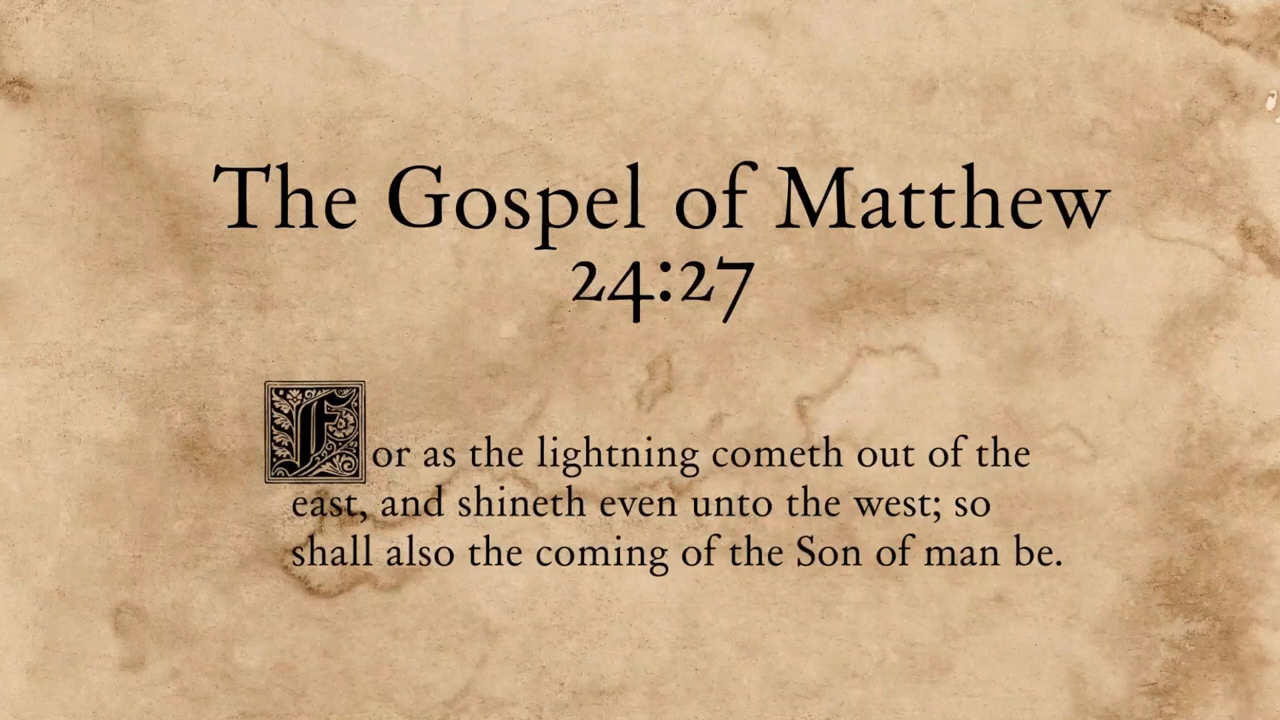 The Gospel of Matthew
24:27
For as the lightning cometh out of the
east, and shineth even unto the west; so
shall also the coming of the Son of man be.